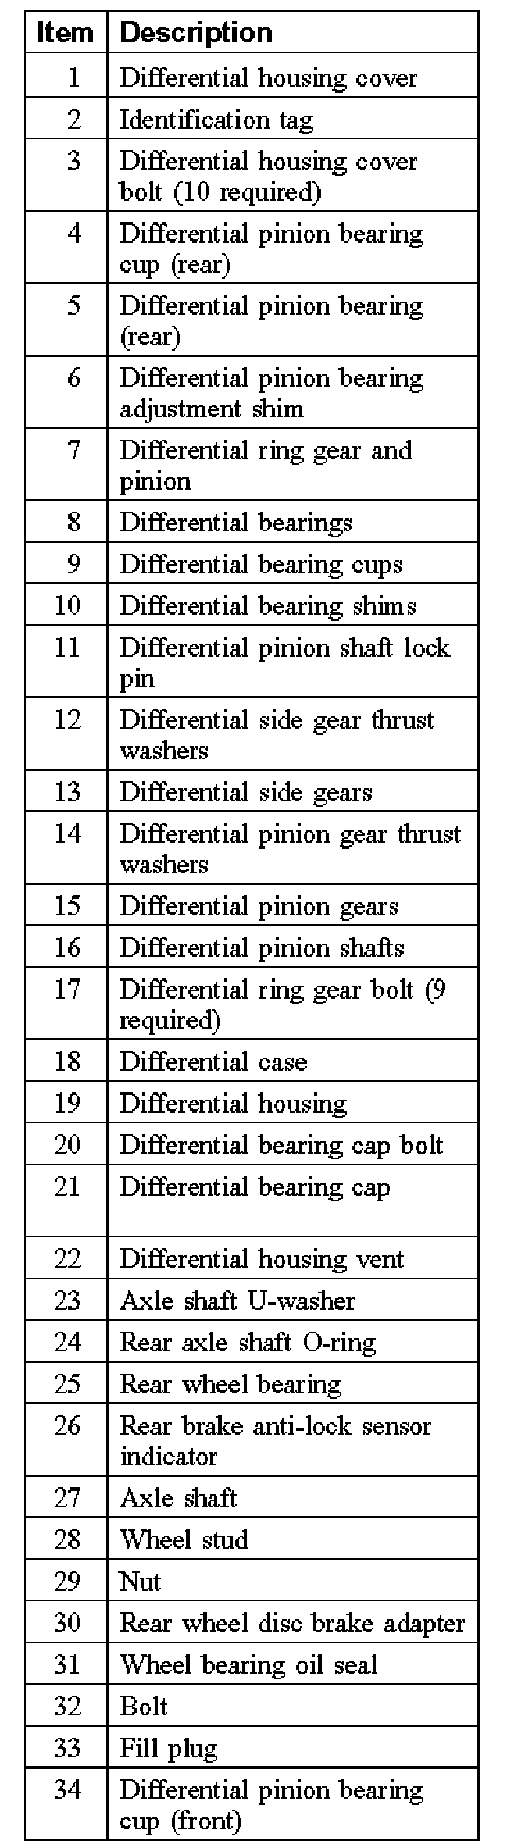 Item Description
1 Differential housing cover
2 Identification tag
3 Differential housing cover
bolt (10 required)
4 Differential pinion bearing
cup (rear)
5 Differential pinion bearing
(rear)
6 Differential pinion bearing
adjustment shim
7 Differential ring gear and
pinion
8 Differential bearings
9 Differential bearing cups
10 Differential bearing shims
11 Differential pinion shaft lock
pin
12 Differential side gear thrust
washers
13 Differential side gears
14 Differential pinion gear thrust
washers
15 Differential pinion gears
16 Differential pinion shafts
17 Differential ring gear bolt (9
required)
18 Differential case
19 Differential housing
20 Differential bearing cap bolt
21 Differential bearing cap
22 Differential housing vent
23 Axle shaft U-washer
24 Rear axle shaft O-ring
25 Rear wheel bearing
26 Rear brake anti-lock sensor
indicator
27 Axle shaft
28 Wheel stud
29 Nut
30 Rear wheel disc brake adapter
31 Wheel bearing oil seal
32 Bolt
33 Fill plug
34 Differential pinion bearing
cup (front)